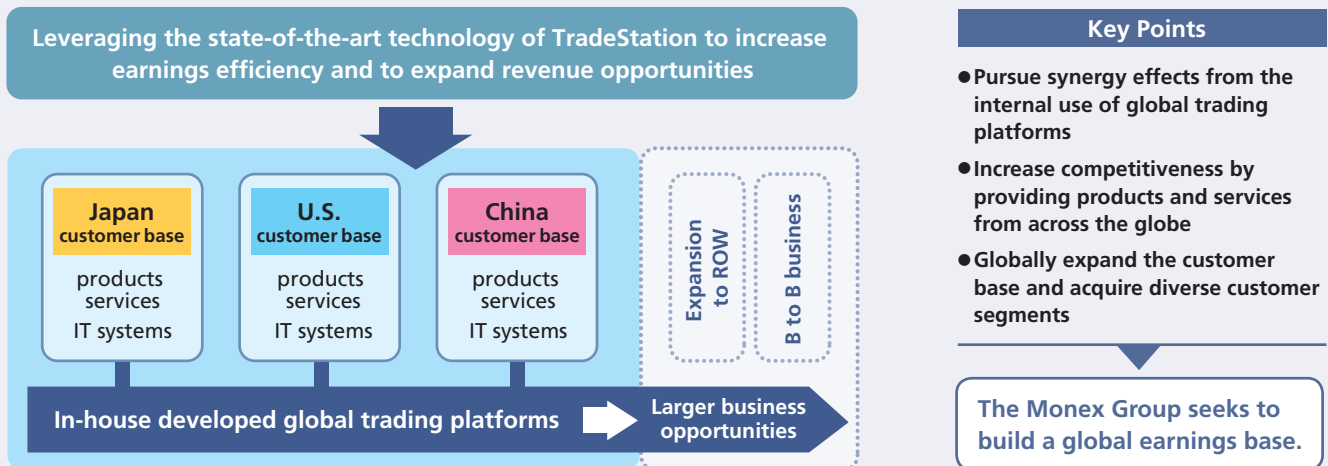 Leveraging the state-of-the-art technology of TradeStation to increase
earnings efficiency and to expand revenue opportunities
Japan
customer base
products
services
IT systems
U.S.
customer base
products
services
IT systems
China
customer base
products
services
IT systems
Expansion
to ROW
B to B business
In-house developed global trading platforms
Larger business
opportunities
Key Points
●Pursue synergy effects from the
internal use of global trading
platforms
●Increase competitiveness by
providing products and services
from across the globe
●Globally expand the customer
base and acquire diverse customer
segments
The Monex Group seeks to
build a global earnings base.